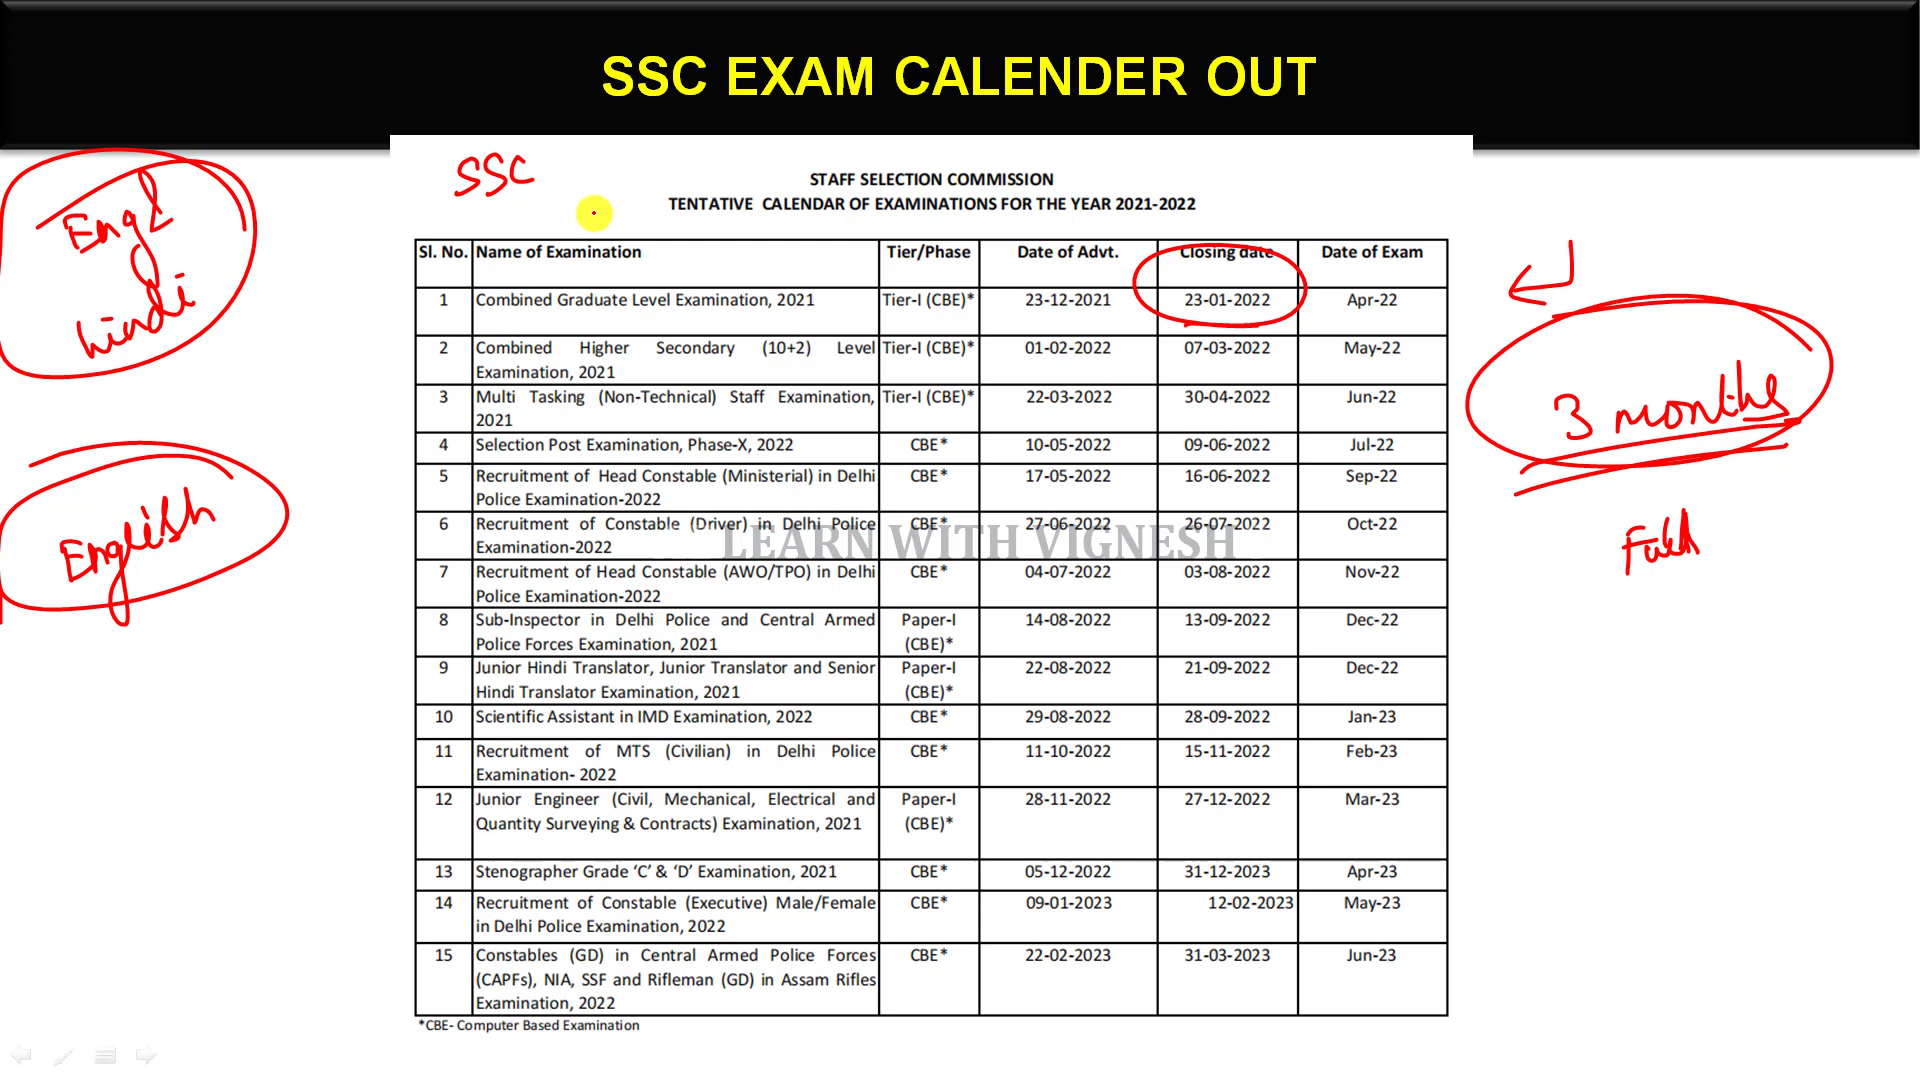 SSC EXAM CALENDER OUT
SSC
STAFF SELECTION COMMISSION
TENTATIVE CALENDAR OF EXAMINATIONS FOR THE YEAR 2021-2022
Engl
hindi
English
3 months
Sl. No. Name of Examination Tier/Phase Date of Advt. Closing date Date of Exam
1 Combined Graduate Level Examination, 2021 Tier-I (CBE)* 23-12-2021 23-01-2022 Apr-22
2 Combined Higher Secondary (10+2) Level Tier-I (CBE)* 01-02-2022 07-03-2022 May-22
Examination, 2021
3 Multi Tasking (Non-Technical) Staff Examination, Tier-I (CBE)* 22-03-2022 30-04-2022 Jun-22
2021
4 Selection Post Examination, Phase-X, 2022 CBE* 10-05-2022 09-06-2022 Jul-22
5 Recruitment of Head Constable (Ministerial) in Delhi CBE* 17-05-2022 16-06-2022 Sep-22
Police Examination-2022
6 Recruitment of Constable (Driver) in Delhi Police CBE* 27-06-2022 26-07-2022 Oct-22
Examination-2022
LEARN WITH VIGNESH
7 Recruitment of Head Constable (AWO/TPO) in Delhi CBE* 04-07-2022 03-08-2022 Nov-22
Police Examination-2022
8 Sub-Inspector in Delhi Police and Central Armed Paper-I 14-08-2022 13-09-2022 Dec-22
Police Forces Examination, 2021 (CBE)*
9 Junior Hindi Translator, Junior Translator and Senior Paper-I 22-08-2022 21-09-2022 Dec-22
Hindi Translator Examination, 2021 (CBE)*
10 Scientific Assistant in IMD Examination, 2022 CBE* 29-08-2022 28-09-2022 Jan-23
11 Recruitment of MTS (Civilian) in Delhi Police CBE* 11-10-2022 15-11-2022 Feb-23
Examination- 2022
12 Junior Engineer (Civil, Mechanical, Electrical and Paper-I 28-11-2022 27-12-2022 Mar-23
Quantity Surveying & Contracts) Examination, 2021 (CBE)*
13 Stenographer Grade ‘C’ & ‘D’ Examination, 2021 CBE* 05-12-2022 31-12-2023 Apr-23
14 Recruitment of Constable (Executive) Male/Female CBE* 09-01-2023 12-02-2023 May-23
in Delhi Police Examination, 2022
15 Constables (GD) in Central Armed Police Forces CBE* 22-02-2023 31-03-2023 Jun-23
(CAPFs), NIA, SSF and Rifleman (GD) in Assam Rifles
Examination, 2022
*CBE- Computer Based Examination